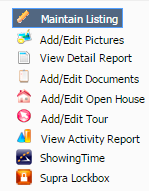 Maintain Listing
Add/Edit Pictures
View Detail Report
Add/Edit Documents
Add/Edit Open House
Add/Edit Tour
View Activity Report
ShowingTime
Supra Lockbox